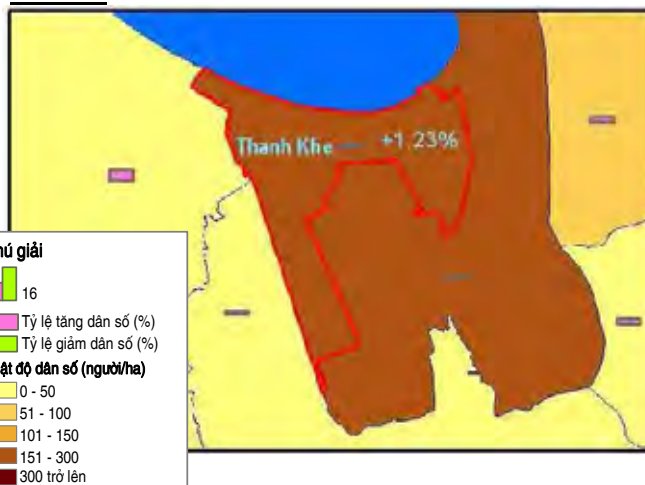 Thanh Khe +1.23%
hú giải
16
Tỷ lệ tăng dân số (%)
Tỷ lệ giảm dân số (%)
ật độ dân số (người/ha)
0 - 50
51 - 100
101 - 150
151 - 300
300 trở lên